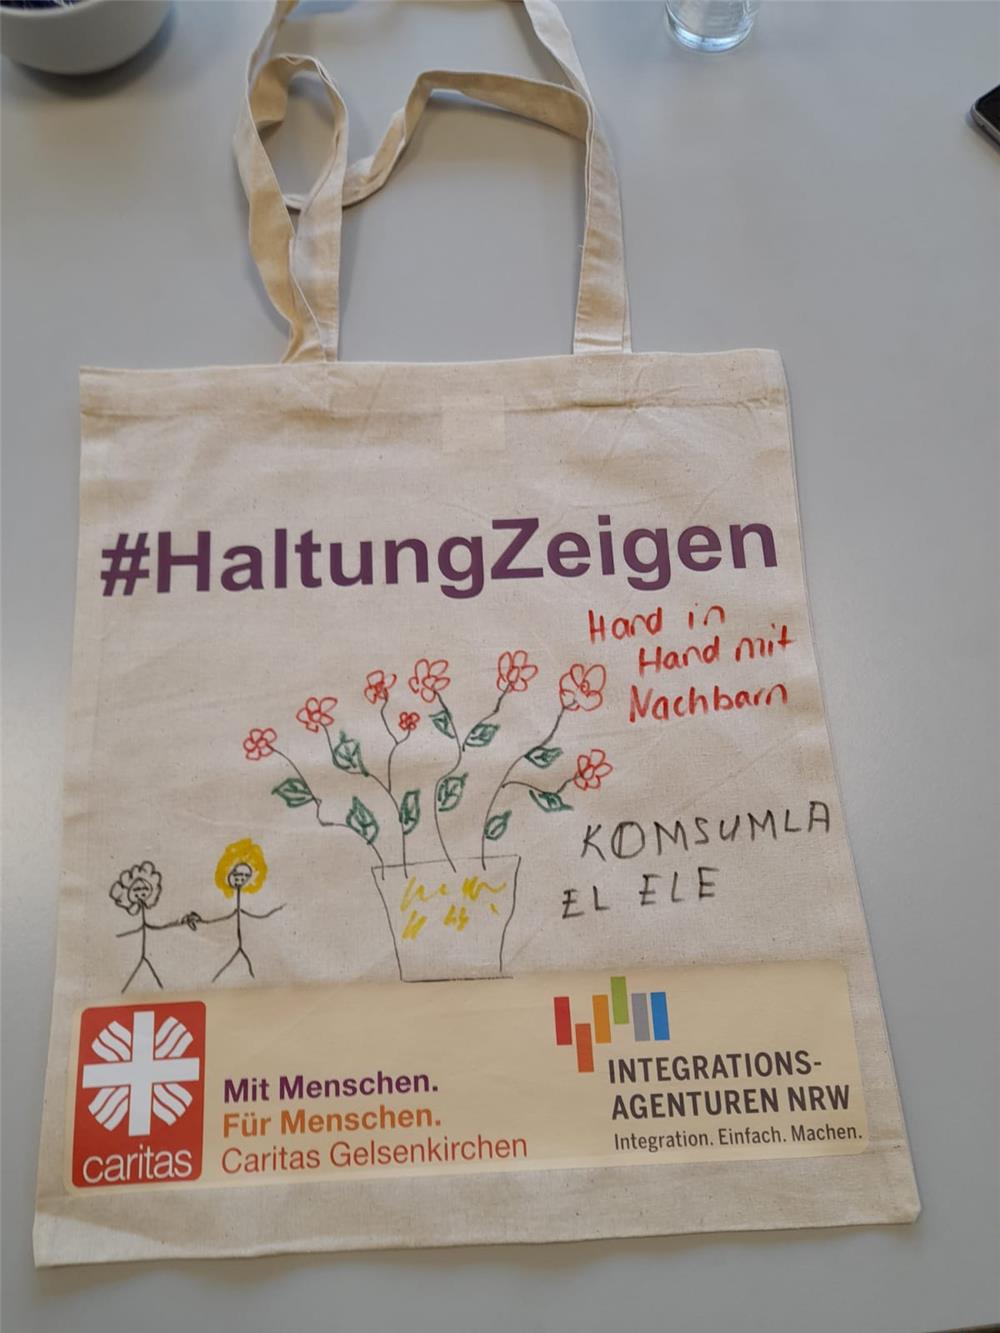 #HaltungZeigen
Hand in
Hand mit
Nachbarn
KOMSUMLA
EL ELE
caritas
Mit Menschen.
Für Menschen.
Caritas Gelsenkirchen
INTEGRATIONS-
AGENTUREN NRW
Integration. Einfach. Machen.